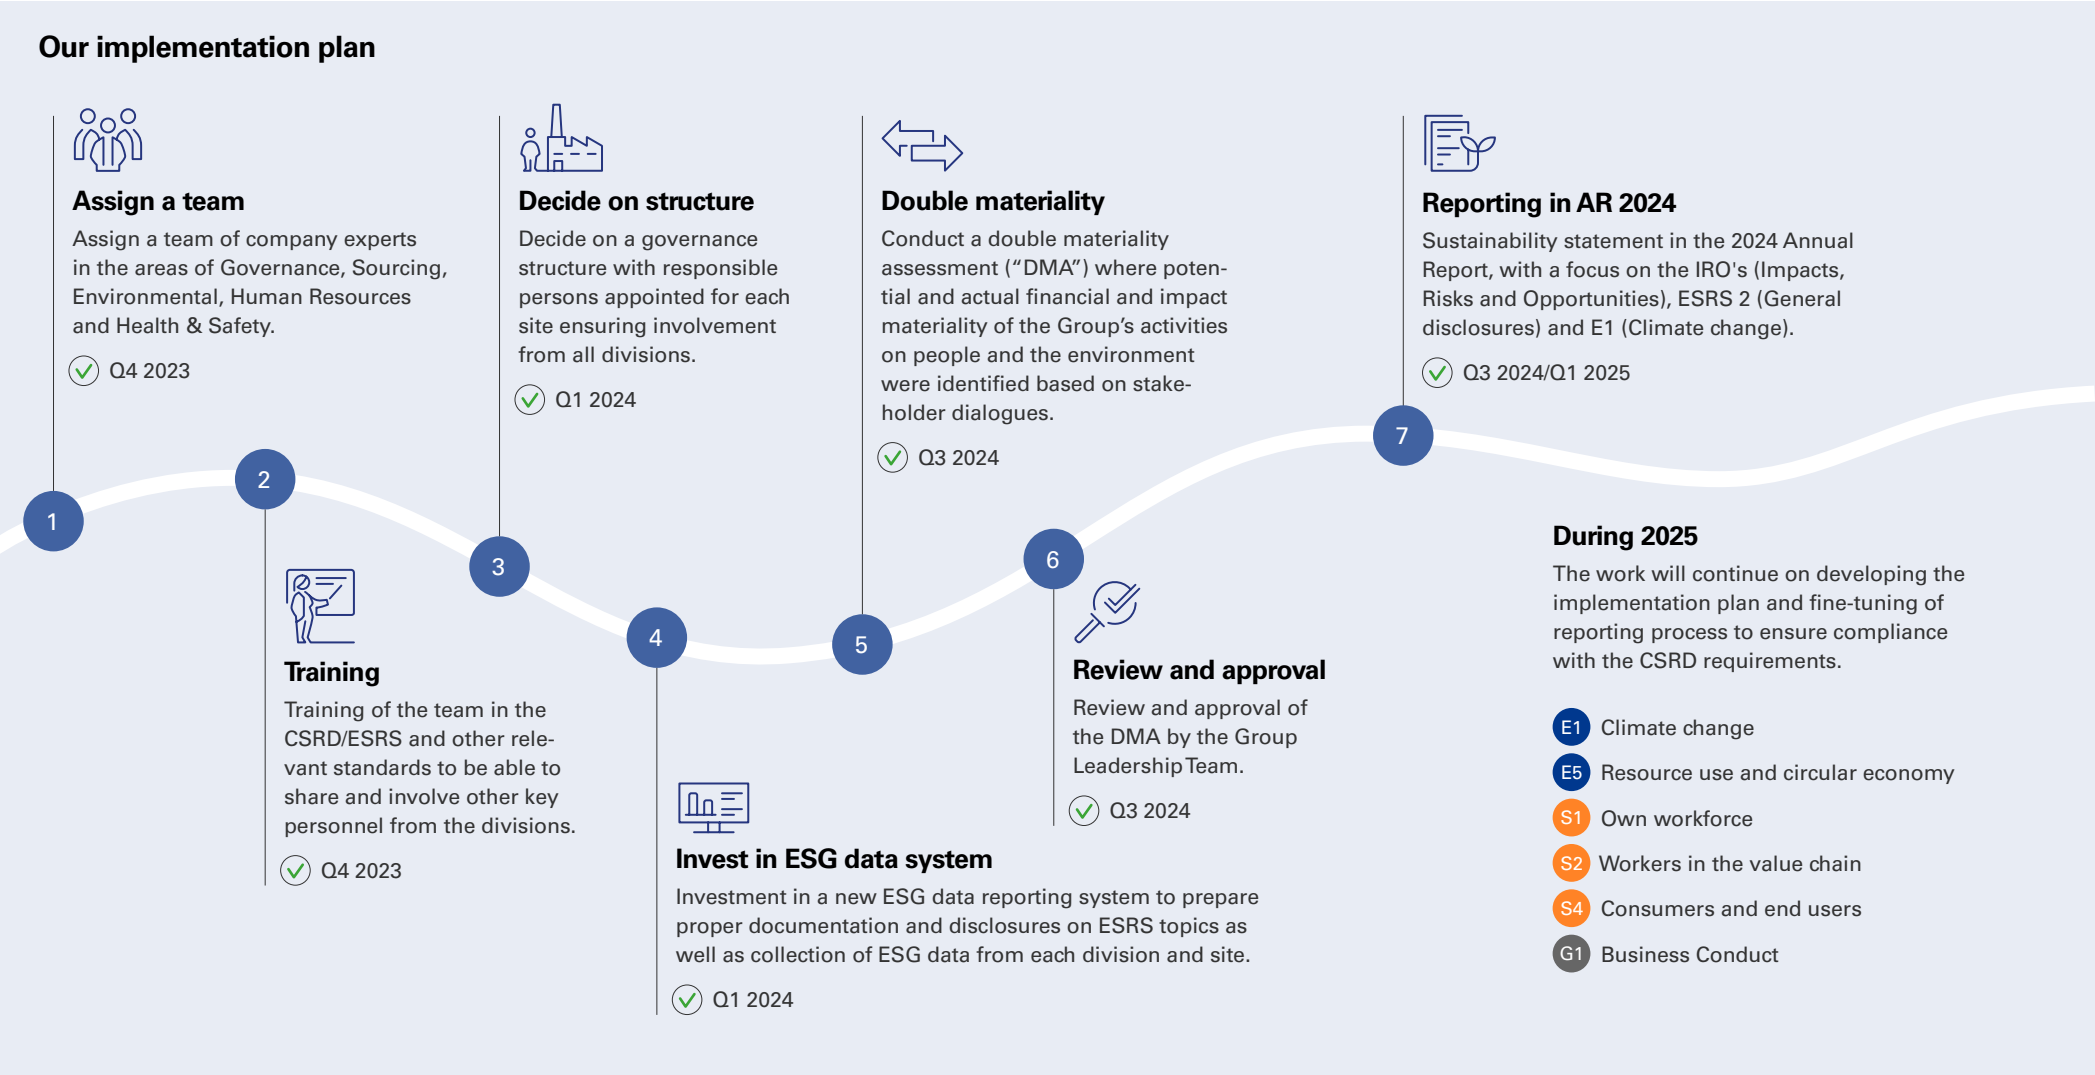 Our implementation plan
Assign a team
Assign a team of company experts
in the areas of Governance, Sourcing,
Environmental, Human Resources
and Health & Safety.
Q4 2023
1
2
Training
Training of the team in the
CSRD/ESRS and other rele-
vant standards to be able to
share and involve other key
personnel from the divisions.
Q4 2023
Decide on structure
Decide on a governance
structure with responsible
persons appointed for each
site ensuring involvement
from all divisions.
Q1 2024
3
4
Invest in ESG data system
Investment in a new ESG data reporting system to prepare
proper documentation and disclosures on ESRS topics as
well as collection of ESG data from each division and site.
Q1 2024
Double materiality
Conduct a double materiality
assessment (“DMA”) where poten-
tial and actual financial and impact
materiality of the Group’s activities
on people and the environment
were identified based on stake-
holder dialogues.
Q3 2024
5
6
Review and approval
Review and approval of
the DMA by the Group
Leadership Team.
Q3 2024
Reporting in AR 2024
Sustainability statement in the 2024 Annual
Report, with a focus on the IRO's (Impacts,
Risks and Opportunities), ESRS 2 (General
disclosures) and E1 (Climate change).
Q3 2024/Q1 2025
7
During 2025
The work will continue on developing the
implementation plan and fine-tuning of
reporting process to ensure compliance
with the CSRD requirements.
E1 Climate change
E5 Resource use and circular economy
S1 Own workforce
S2 Workers in the value chain
S4 Consumers and end users
G1 Business Conduct